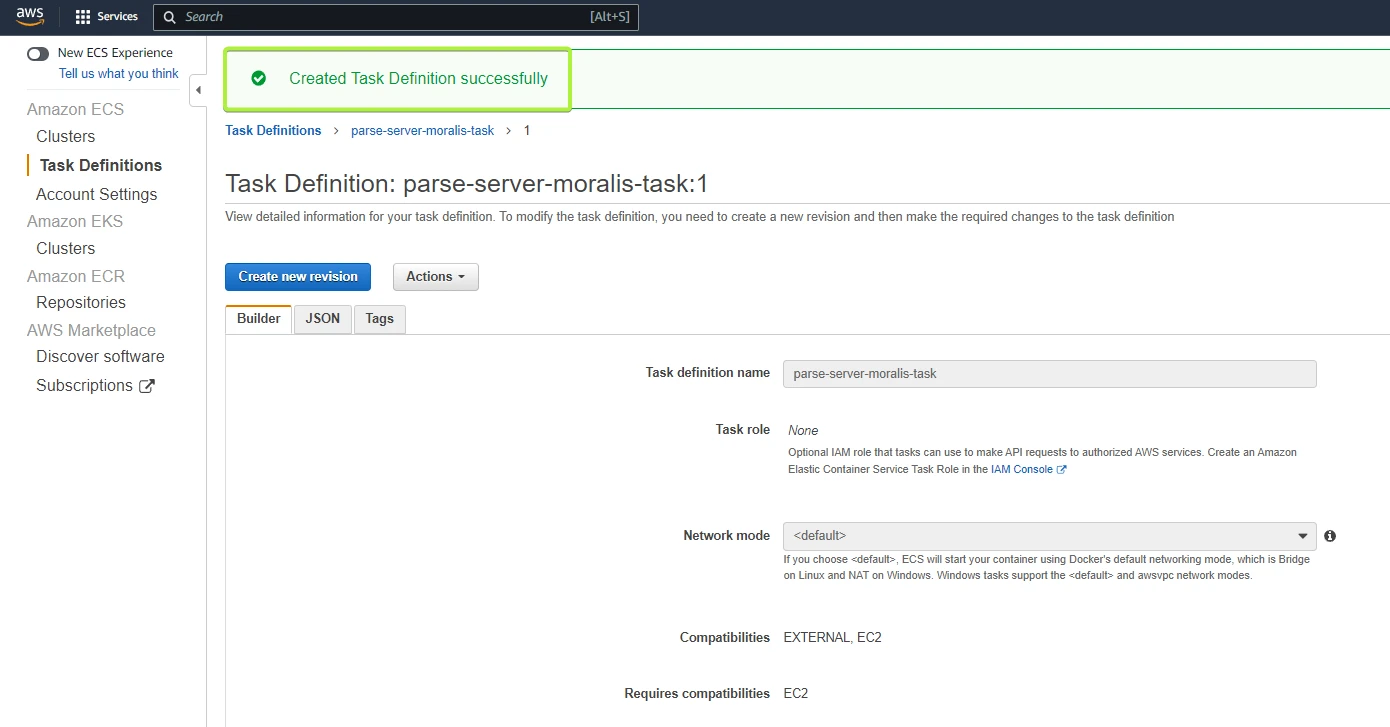 aws
Services
Search
[Alt+S]
New ECS Experience
Tell us what you think
Amazon ECS
Clusters
Task Definitions
Account Settings
Amazon EKS
Clusters
Amazon ECR
Repositories
AWS Marketplace
Discover software
Subscriptions
Created Task Definition successfully
Task Definitions > parse-server-moralis-task > 1
Task Definition: parse-server-moralis-task:1
View detailed information for your task definition. To modify the task definition, you need to create a new revision and then make the required changes to the task definition
Create new revision
Actions
Builder
JSON
Tags
Task definition name
parse-server-moralis-task
Task role
None
Optional IAM role that tasks can use to make API requests to authorized AWS services. Create an Amazon
Elastic Container Service Task Role in the IAM Console
Network mode
<default>
If you choose <default>, ECS will start your container using Docker's default networking mode, which is Bridge
on Linux and NAT on Windows. Windows tasks support the <default> and awsvpc network modes.
Compatibilities
EXTERNAL, EC2
Requires compatibilities
EC2